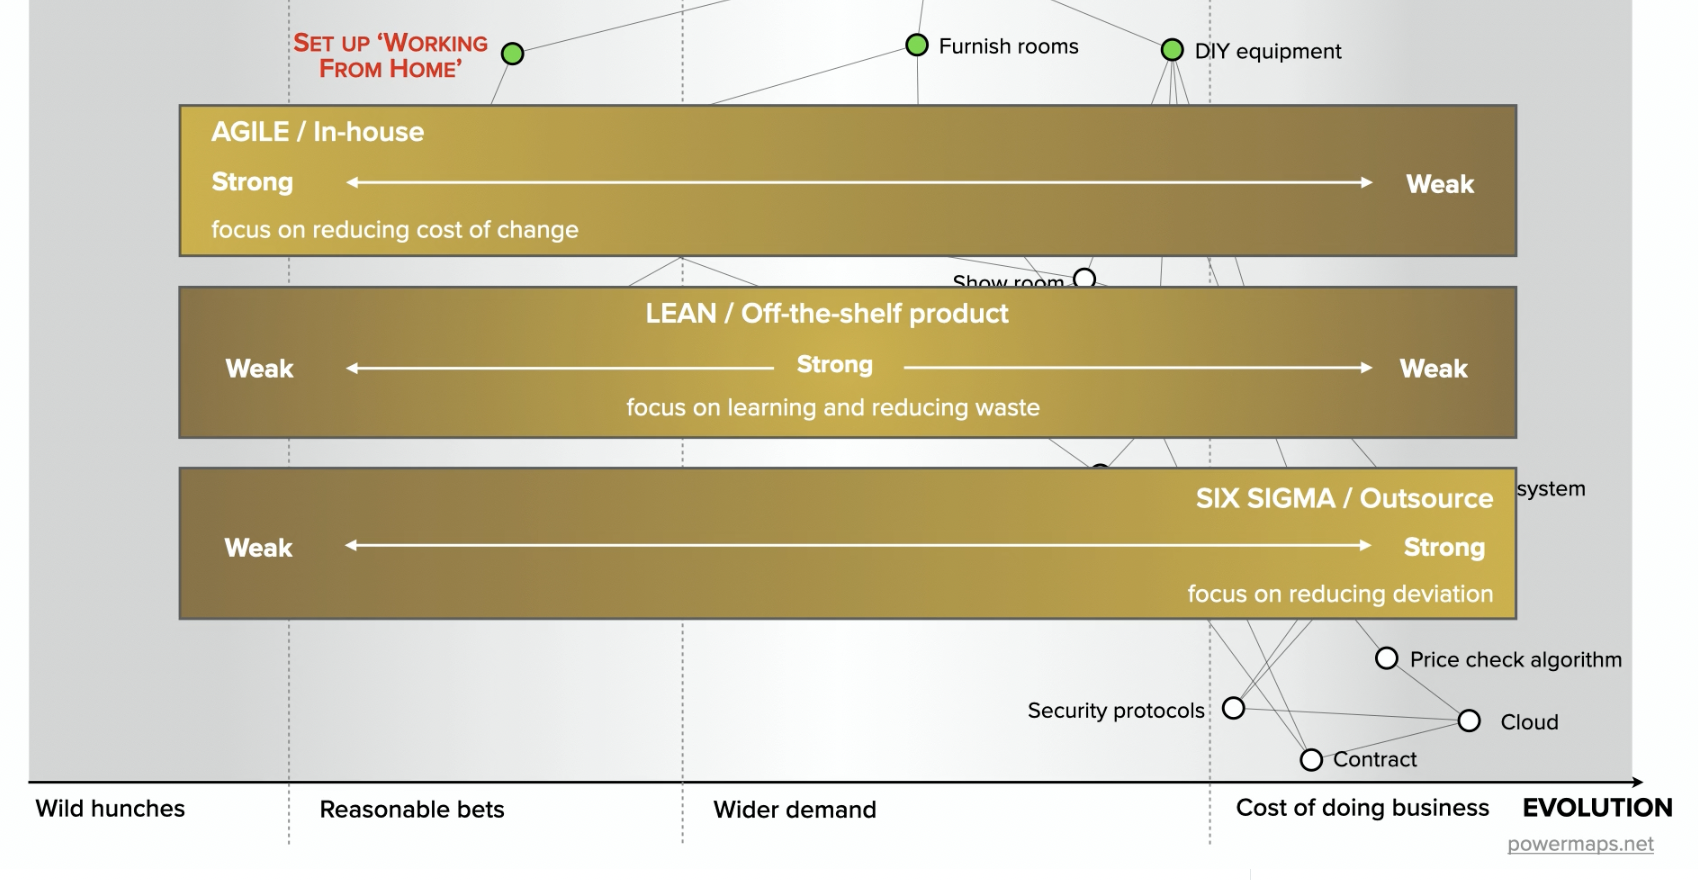 SET UP ‘WORKING
FROM HOME’
Furnish rooms
DIY equipment
AGILE / In-house
Strong
Weak
focus on reducing cost of change
Show room
LEAN / Off-the-shelf product
Weak
Strong
Weak
focus on learning and reducing waste
system
SIX SIGMA / Outsource
Weak
Strong
focus on reducing deviation
Price check algorithm
Security protocols
Cloud
Contract
Wild hunches
Reasonable bets
Wider demand
Cost of doing business
EVOLUTION
powermaps.net